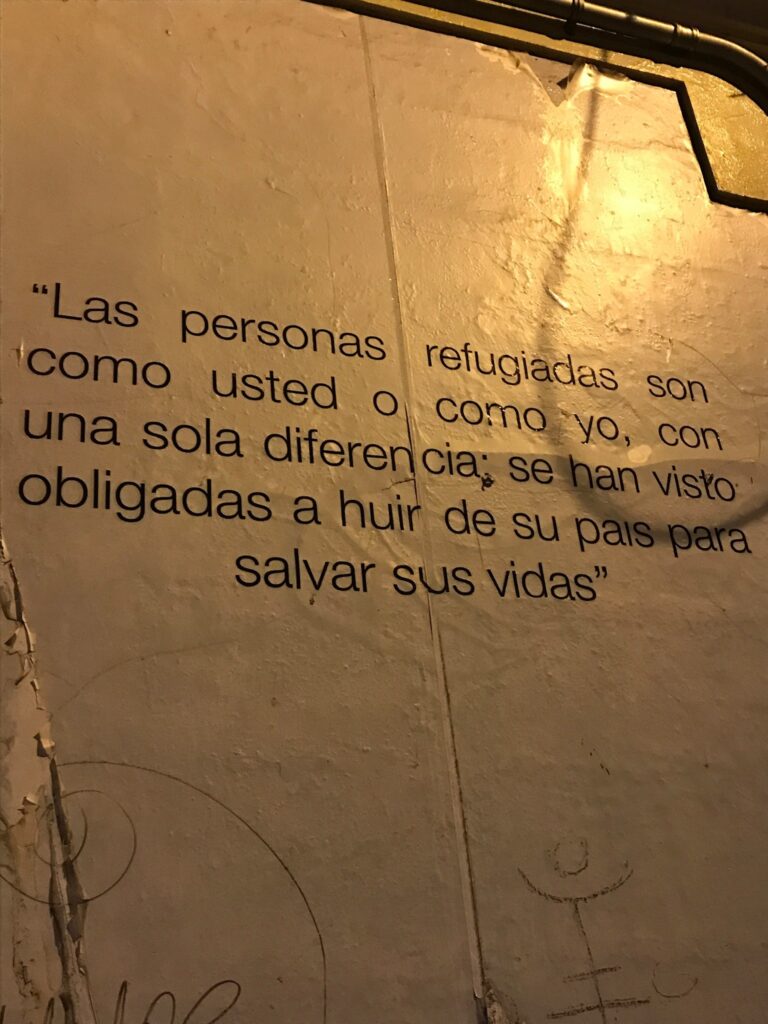 “Las personas refugiadas son
como usted o como yo, con
una sola diferencia; se han visto
obligadas a huir de su pais para
salvar sus vidas”